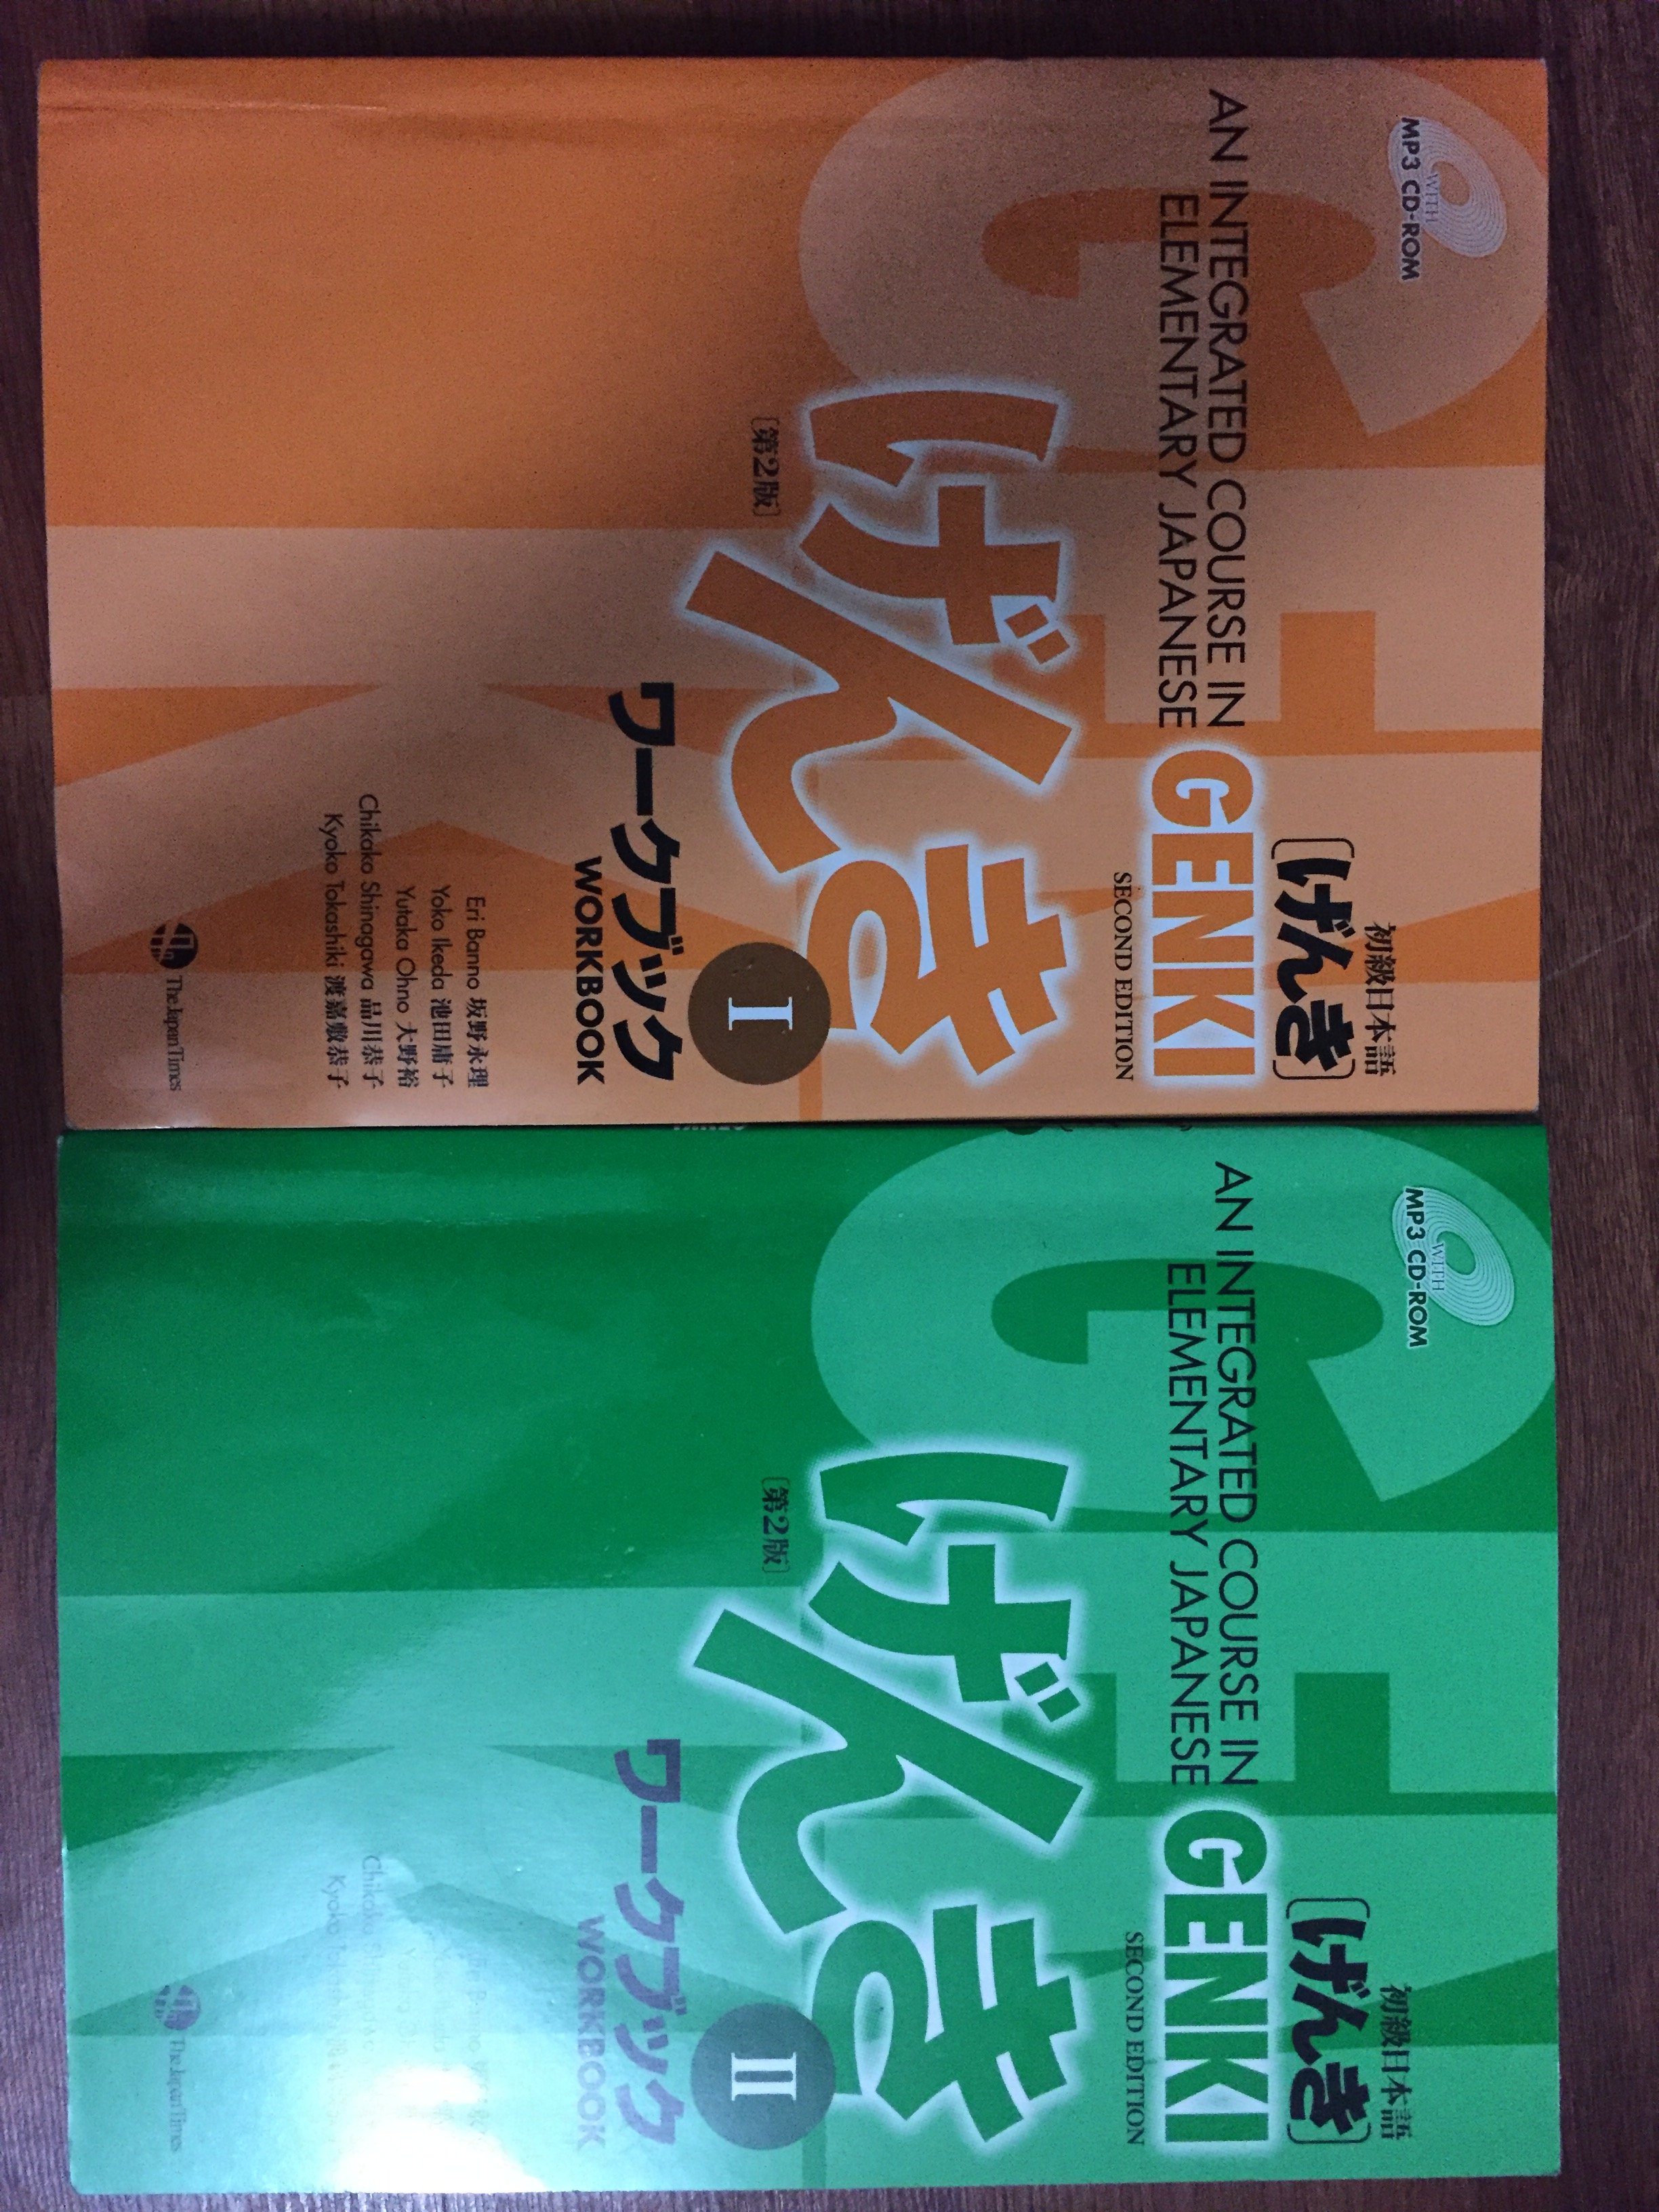 WITH
MP3 CD-ROM
初級日本語
[げんき]
AN INTEGRATED COURSE IN
ELEMENTARY JAPANESE
GENKI
SECOND EDITION
げんき
[第2版]
I
ワークブック
WORKBOOK
Eri Banno 坂野永理
Yoko Ikeda 池田庸子
Yutaka Ohno 大野裕
Chikako Shinagawa 品川恭子
Kyoko Tokashiki 渡嘉敷恭子
The Japan Times
WITH
MP3 CD-ROM
初級日本語
[げんき]
AN INTEGRATED COURSE IN
ELEMENTARY JAPANESE
GENKI
SECOND EDITION
げんき
[第2版]
II
ワークブック
WORKBOOK
Banno
Chikako
Kyoko
The Japan Times